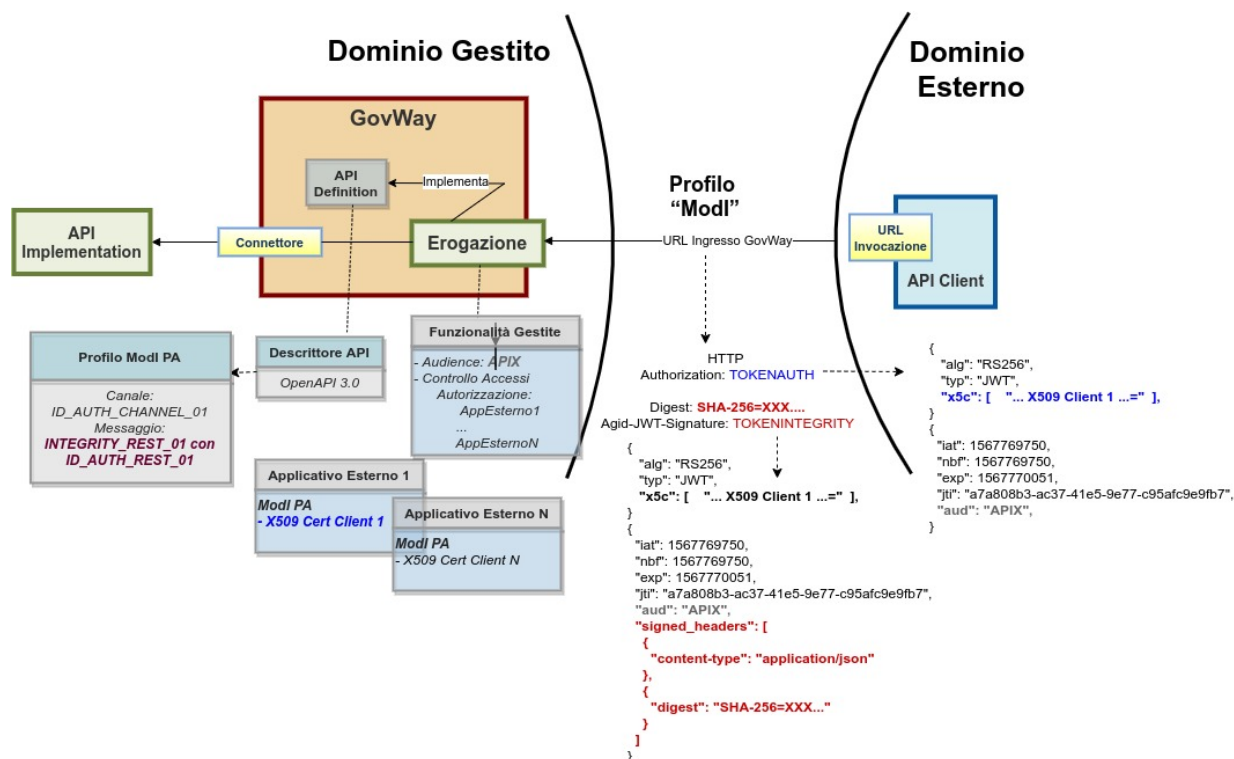 Dominio Gestito
Dominio
Esterno
GovWay
API
Definition
Implementa
Profilo
“ModI”
API
Implementation
Connettore
Erogazione
URL Ingresso GovWay
URL
Invocazione
API Client
Profilo ModI PA
Canale:
ID_AUTH_CHANNEL_01
Messaggio:
INTEGRITY_REST_01 con
ID_AUTH_REST_01
Descrittore API
OpenAPI 3.0
Funzionalità Gestite
- Audience: APIX
- Controllo Accessi
Autorizzazione:
AppEsterno1
...
AppEsternoN
Applicativo Esterno 1
ModI PA
- X509 Cert Client 1
Applicativo Esterno N
ModI PA
- X509 Cert Client N
HTTP
Authorization: TOKENAUTH
Digest: SHA-256=XXX....
Agid-JWT-Signature: TOKENINTEGRITY
{
"alg": "RS256",
"typ": "JWT",
"x5c": [ "... X509 Client 1 ...=" ],
}
{
"iat": 1567769750,
"nbf": 1567769750,
"exp": 1567770051,
"jti": "a7a808b3-ac37-41e5-9e77-c95afc9e9fb7",
"aud": "APIX",
"signed_headers": [
{
"content-type": "application/json"
},
{
"digest": "SHA-256=XXX..."
}
]
}
{
"alg": "RS256",
"typ": "JWT",
"x5c": [ "... X509 Client 1 ...=" ],
}
{
"iat": 1567769750,
"nbf": 1567769750,
"exp": 1567770051,
"jti": "a7a808b3-ac37-41e5-9e77-c95afc9e9fb7",
"aud": "APIX",
}